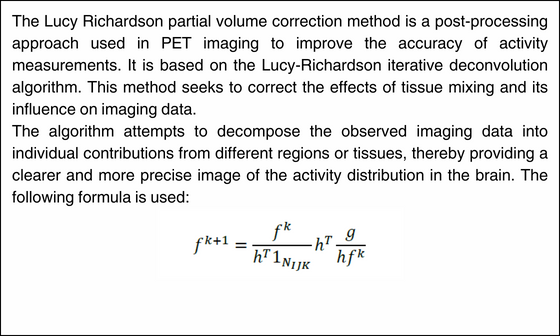 The Lucy Richardson partial volume correction method is a post-processing
approach used in PET imaging to improve the accuracy of activity
measurements. It is based on the Lucy-Richardson iterative deconvolution
algorithm. This method seeks to correct the effects of tissue mixing and its
influence on imaging data.
The algorithm attempts to decompose the observed imaging data into
individual contributions from different regions or tissues, thereby providing a
clearer and more precise image of the activity distribution in the brain. The
following formula is used:
f^{k+1} = \frac{f^k}{h^T 1_{N_{IJK}}} h^T \frac{g}{hf^k}